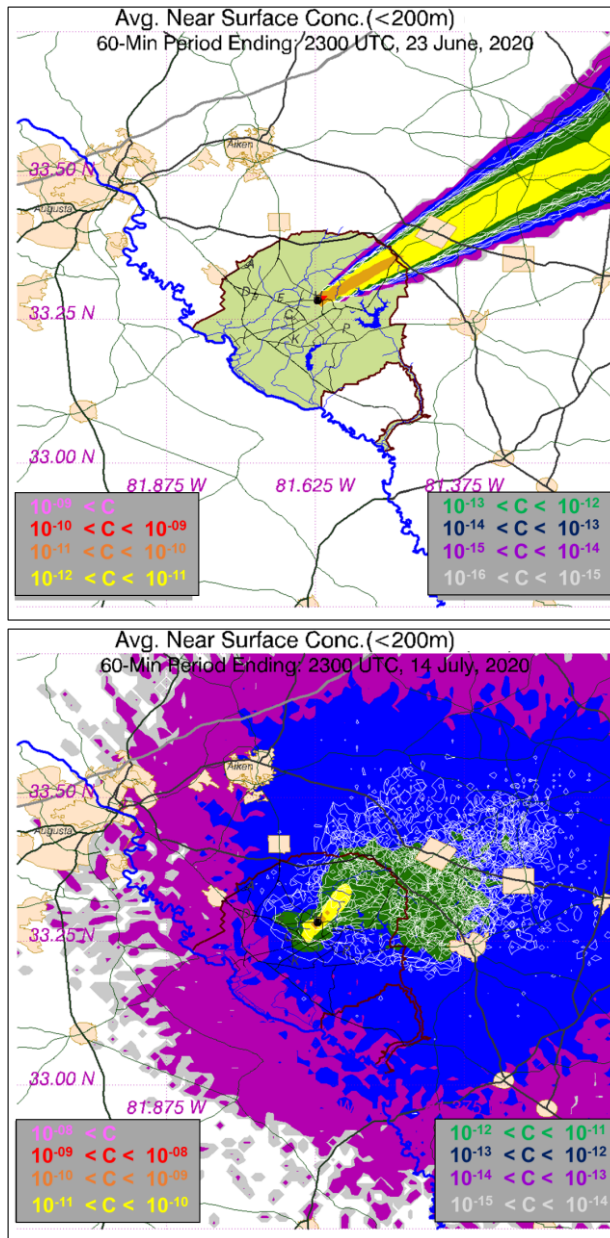 Avg. Near Surface Conc.(<200m)
60-Min Period Ending: 2300 UTC, 23 June, 2020
Aiken
33.50 N
Augusta
A
D
E
33.25 N
C
P
K
33.00 N
81.875 W 81.625 W 81.375 W
< C
10⁻¹⁰ < C < 10⁻⁰⁹
10⁻¹¹ < C < 10⁻¹⁰
10⁻¹² < C < 10⁻¹¹
10⁻¹³ < C < 10⁻¹²
10⁻¹⁴ < C < 10⁻¹³
10⁻¹⁵ < C < 10⁻¹⁴
10⁻¹⁶ < C < 10⁻¹⁵
Avg. Near Surface Conc.(<200m)
60-Min Period Ending: 2300 UTC, 14 July, 2020
Aiken
33.50 N
Augusta
33.25 N
33.00 N
81.875 W
10⁻⁰⁸ < C
10⁻⁰⁹ < C < 10⁻⁰⁸
10⁻¹⁰ < C < 10⁻⁰⁹
10⁻¹¹ < C < 10⁻¹⁰
10⁻¹² < C < 10⁻¹¹
10⁻¹³ < C < 10⁻¹²
10⁻¹⁴ < C < 10⁻¹³
10⁻¹⁵ < C < 10⁻¹⁴